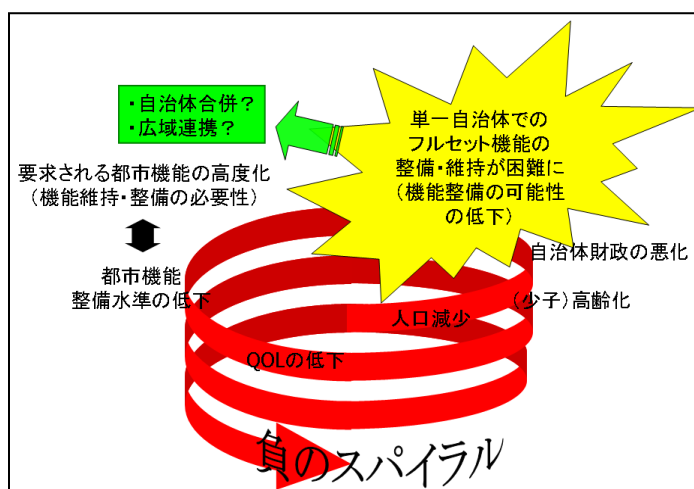 ・自治体合併?
・広域連携?
単一自治体での
フルセット機能の
整備・維持が困難に
(機能整備の可能性
の低下)
要求される都市機能の高度化
(機能維持・整備の必要性)
都市機能
整備水準の低下
自治体財政の悪化
(少子)高齢化
人口減少
QOLの低下
負のスパイラル